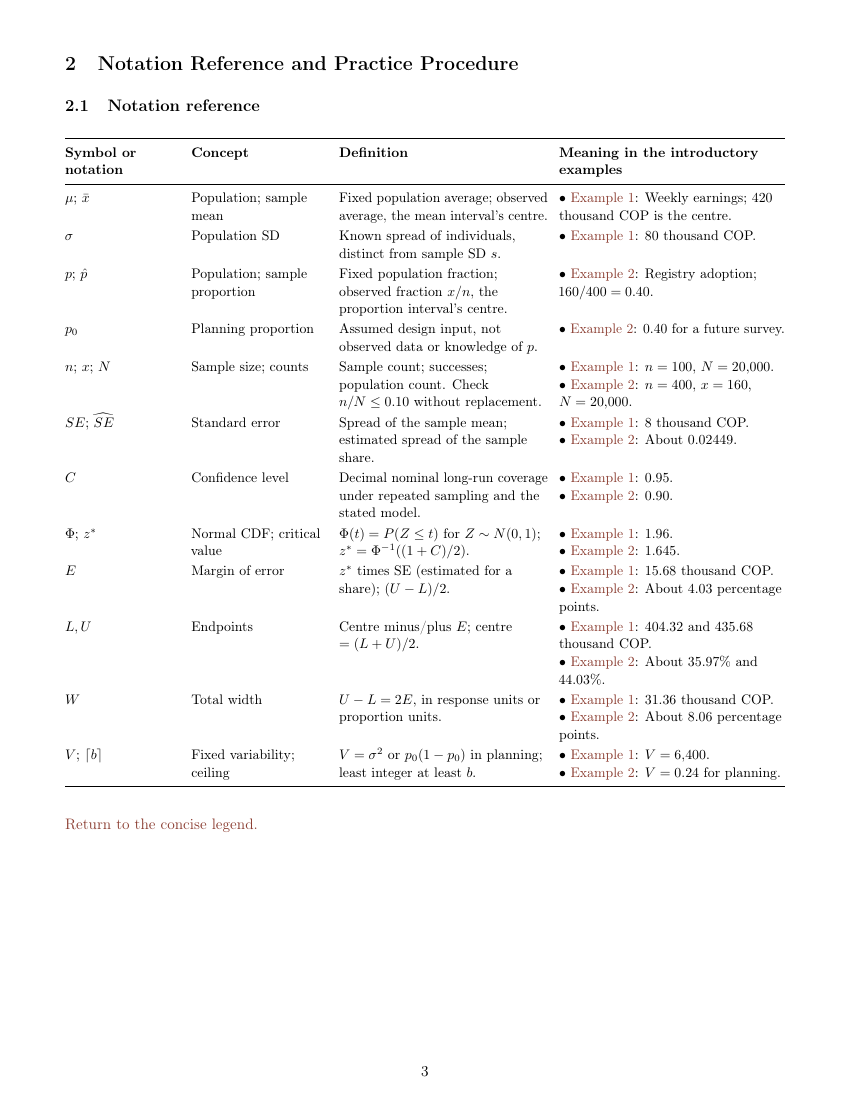 2 Notation Reference and Practice Procedure
2.1 Notation reference
Symbol or notation Concept Definition Meaning in the introductory examples
μ; x̄ Population; sample mean Fixed population average; observed average, the mean interval's centre. • Example 1: Weekly earnings; 420 thousand COP is the centre.
σ Population SD Known spread of individuals, distinct from sample SD s. • Example 1: 80 thousand COP.
p; p̂ Population; sample proportion Fixed population fraction; observed fraction x/n, the proportion interval's centre. • Example 2: Registry adoption; 160/400 = 0.40.
p₀ Planning proportion Assumed design input, not observed data or knowledge of p. • Example 2: 0.40 for a future survey.
n; x; N Sample size; counts Sample count; successes; population count. Check n/N ≤ 0.10 without replacement. • Example 1: n = 100, N = 20,000. • Example 2: n = 400, x = 160, N = 20,000.
SE; \widehat{SE} Standard error Spread of the sample mean; estimated spread of the sample share. • Example 1: 8 thousand COP. • Example 2: About 0.02449.
C Confidence level Decimal nominal long-run coverage under repeated sampling and the stated model. • Example 1: 0.95. • Example 2: 0.90.
Φ; z* Normal CDF; critical value Φ(t) = P(Z ≤ t) for Z ∼ N(0, 1); z* = Φ⁻¹((1 + C)/2). • Example 1: 1.96. • Example 2: 1.645.
E Margin of error z* times SE (estimated for a share); (U − L)/2. • Example 1: 15.68 thousand COP. • Example 2: About 4.03 percentage points.
L, U Endpoints Centre minus/plus E; centre = (L + U)/2. • Example 1: 404.32 and 435.68 thousand COP. • Example 2: About 35.97% and 44.03%.
W Total width U − L = 2E, in response units or proportion units. • Example 1: 31.36 thousand COP. • Example 2: About 8.06 percentage points.
V; ⌈b⌉ Fixed variability; ceiling V = σ² or p₀(1 − p₀) in planning; least integer at least b. • Example 1: V = 6,400. • Example 2: V = 0.24 for planning.
Return to the concise legend.
3